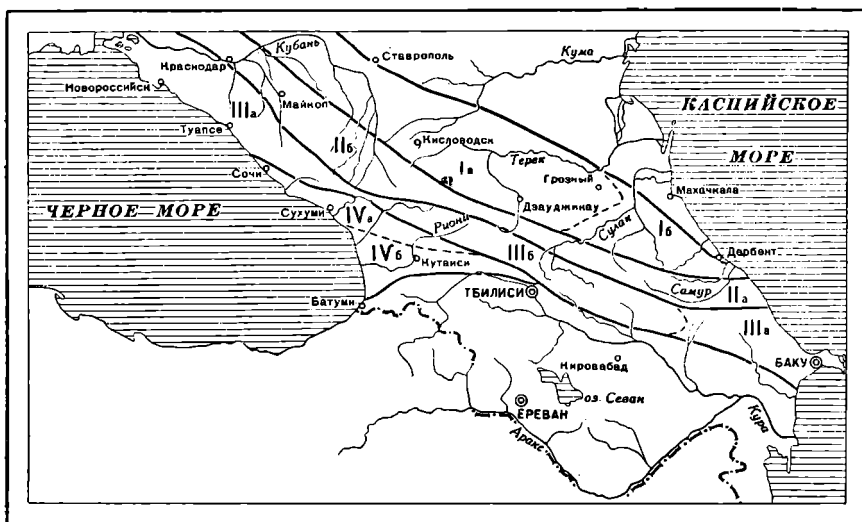 Кубань
Ставрополь
Кума
Краснодар
Новороссийск
Майкоп
IIIа
КАСПИЙСКОЕ
Туапсе
IIб
Кисловодск
Iа
Терек
МОРЕ
Грозный
Сочи
Махачкала
Дзауджикау
ЧЕРНОЕ МОРЕ
Сухуми
IVа
Риони
Сулак
Iб
IVб
Кутаиси
IIIб
Дербент
Самур
IIа
Батуми
ТБИЛИСИ
IIIа
Кировабад
БАКУ
оз. Севан
ЕРЕВАН
Кура
Аракс